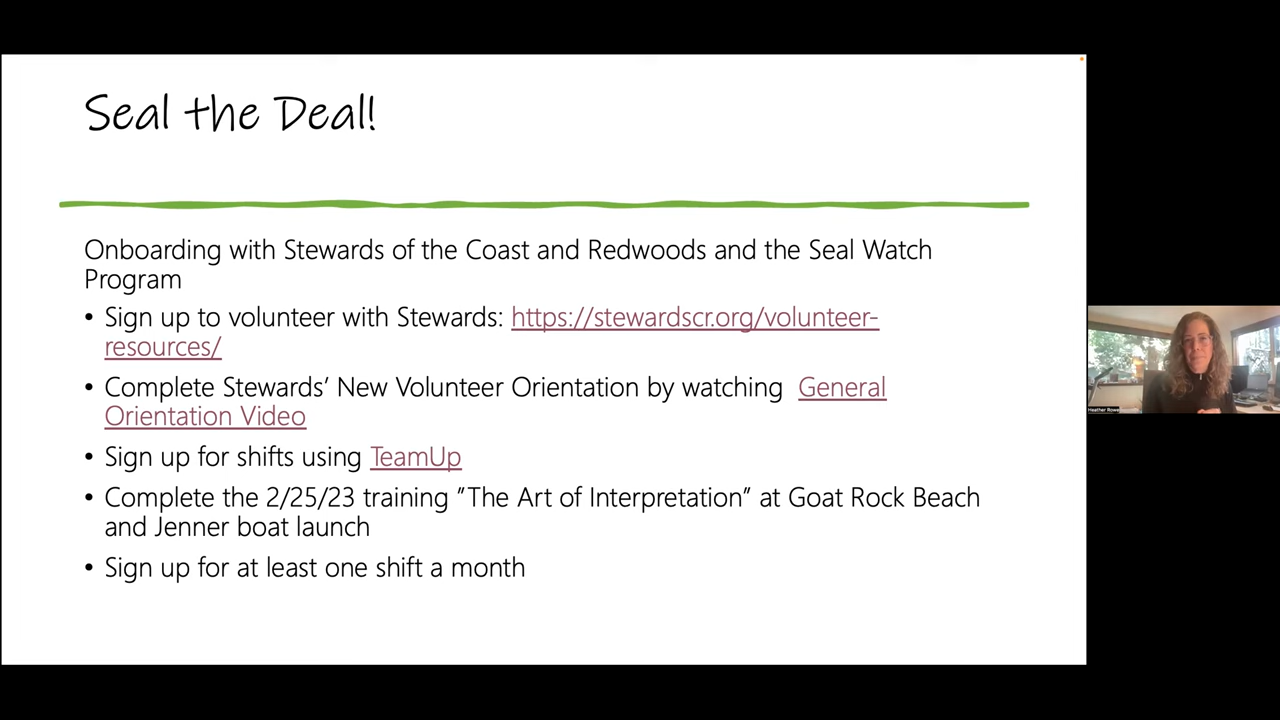 Seal the Deal!
Onboarding with Stewards of the Coast and Redwoods and the Seal Watch
Program
• Sign up to volunteer with Stewards: https://stewardscr.org/volunteer-
resources/
• Complete Stewards’ New Volunteer Orientation by watching  General
Orientation Video
• Sign up for shifts using TeamUp
• Complete the 2/25/23 training ”The Art of Interpretation” at Goat Rock Beach
and Jenner boat launch
• Sign up for at least one shift a month
Heather Rowe